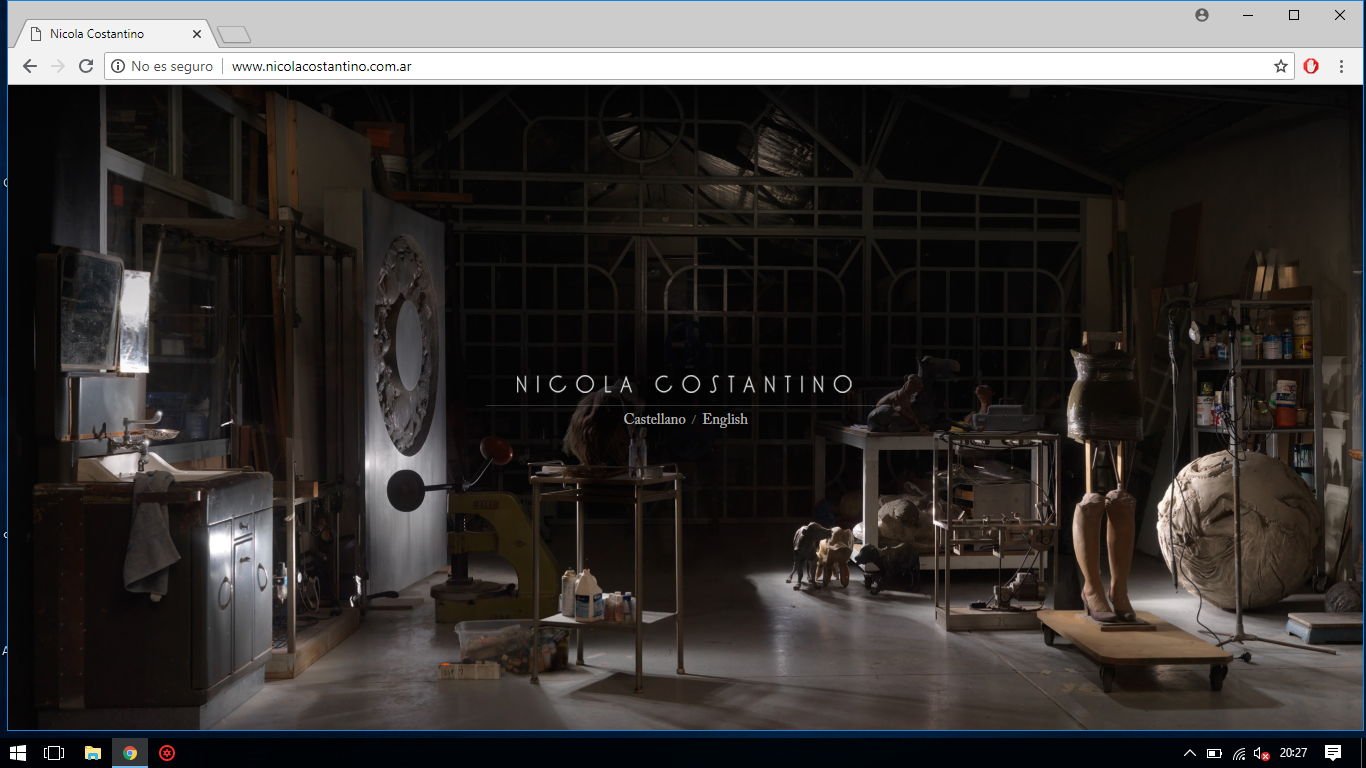 Nicola Costantino
No es seguro
www.nicolacostantino.com.ar
NICOLA COSTANTINO
Castellano / English
20:27